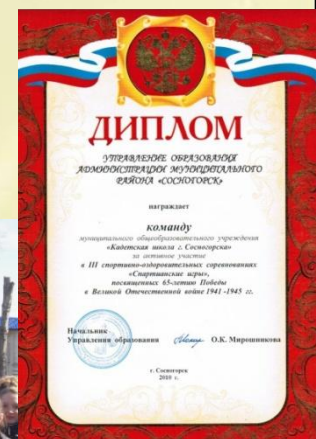 ДИПЛОМ
УПРАВЛЕНИЕ ОБРАЗОВАНИЯ
АДМИНИСТРАЦИИ МУНИЦИПАЛЬНОГО
РАЙОНА «СОСНОГОРСК»
награждает
команду
муниципального общеобразовательного учреждения
«Кадетская школа г. Сосногорска»
за активное участие
в III спортивно-оздоровительных соревнованиях
«Спартианские игры»,
посвященных 65-летию Победы
в Великой Отечественной войне 1941 -1945 гг.
Начальник
Управления образования О.К. Мирошникова
г. Сосногорск
2010 г.